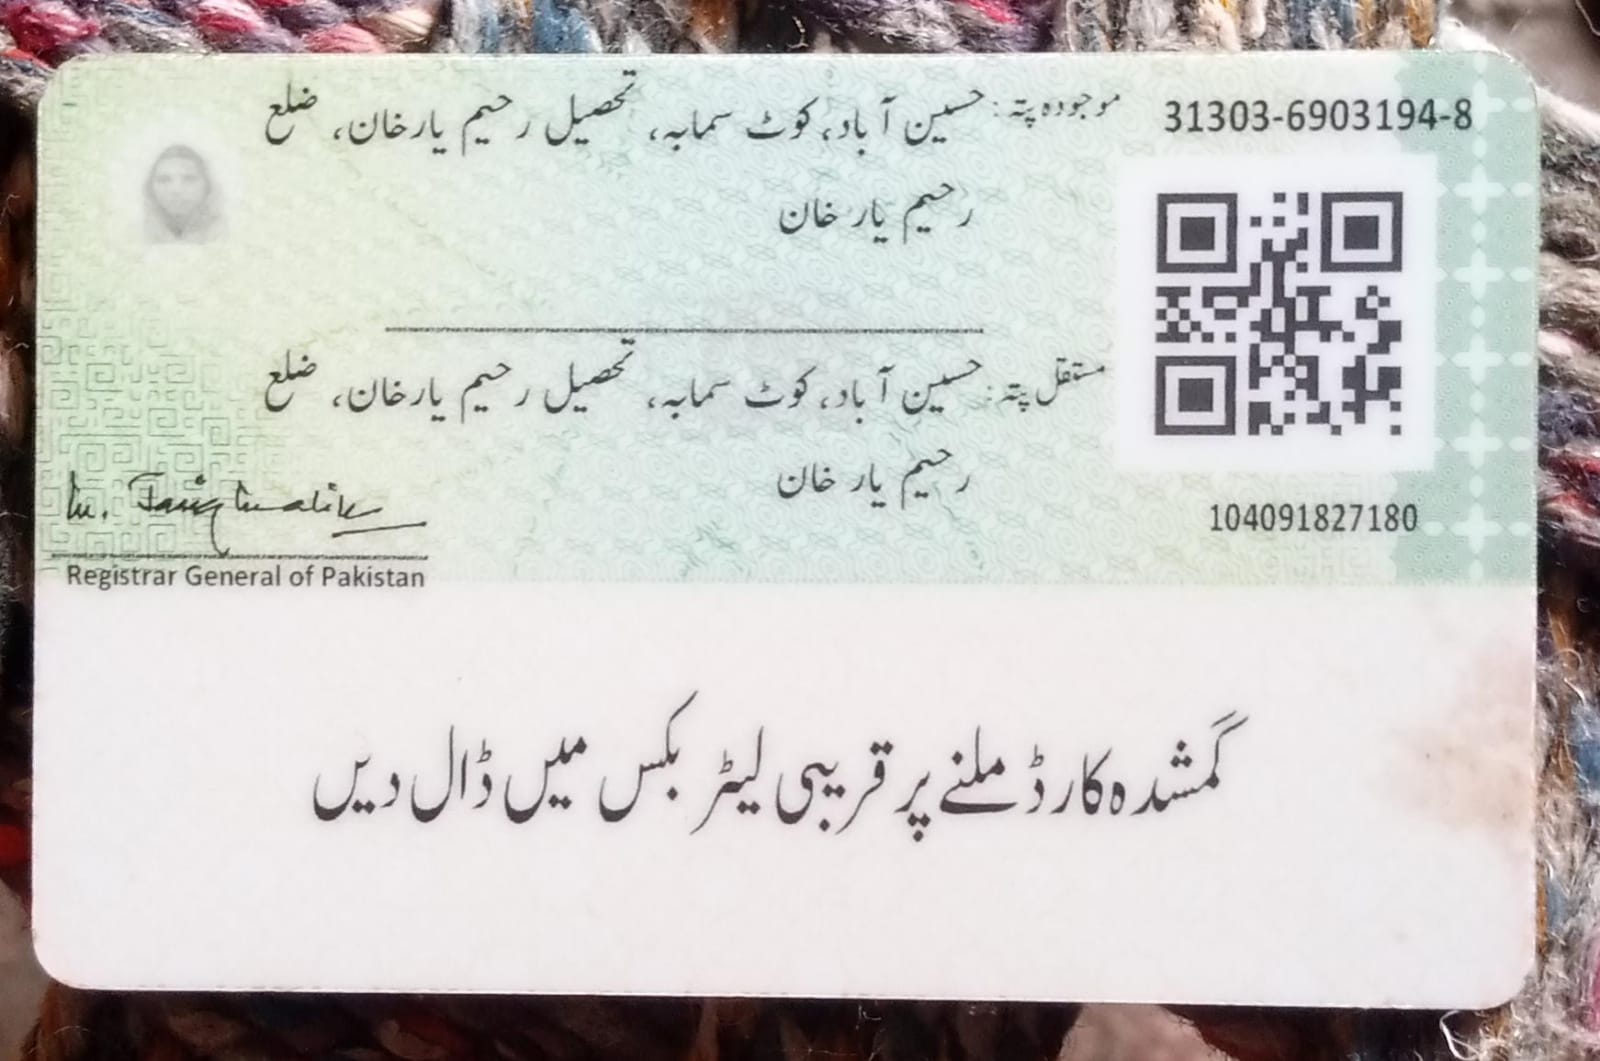 31303-6903194-8
موجودہ پتہ: حسین آباد، کوٹ سمابہ، تحصیل رحیم یارخان، ضلع
رحیم یار خان
مستقل پتہ: حسین آباد، کوٹ سمابہ، تحصیل رحیم یارخان، ضلع
رحیم یار خان
104091827180
Registrar General of Pakistan
گمشدہ کارڈ ملنے پر قریبی لیٹر بکس میں ڈال دیں